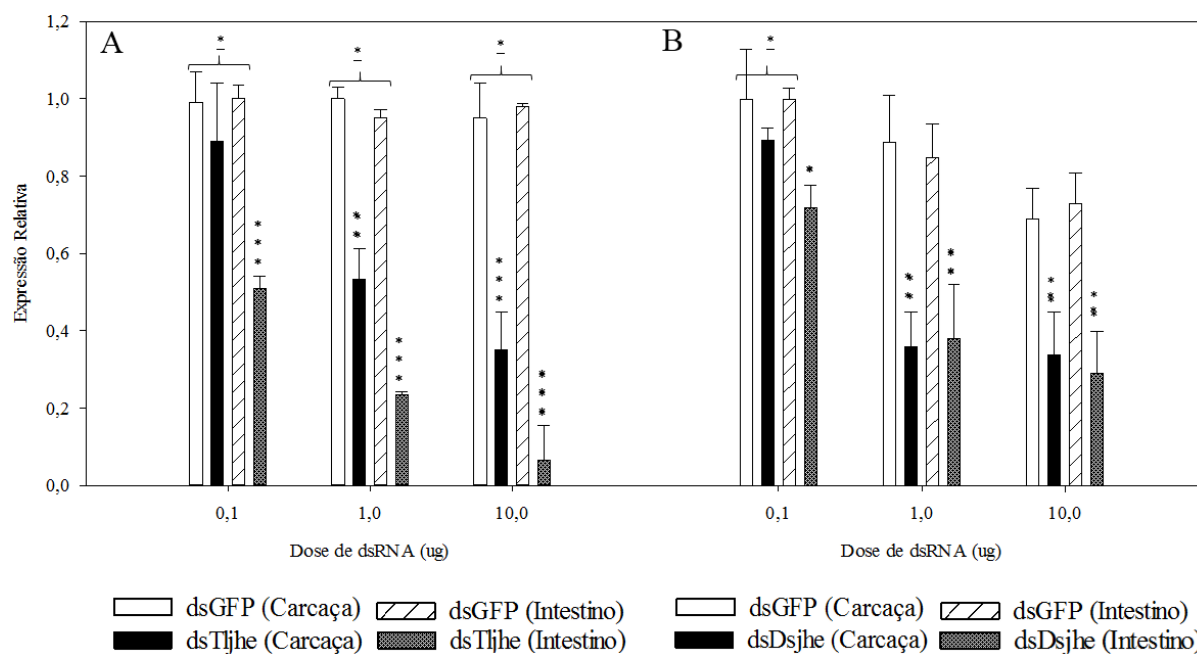 A
B
Expressão Relativa
1,2
1,0
0,8
0,6
0,4
0,2
0,0
* * * * *
* * *
* *
* * *
* * *
* * *
*
* *
* *
* *
* *
0,1 1,0 10,0
0,1 1,0 10,0
Dose de dsRNA (ug)
Dose de dsRNA (ug)
dsGFP (Carcaça) dsGFP (Intestino)
dsTljhe (Carcaça) dsTljhe (Intestino)
dsGFP (Carcaça) dsGFP (Intestino)
dsDsjhe (Carcaça) dsDsjhe (Intestino)